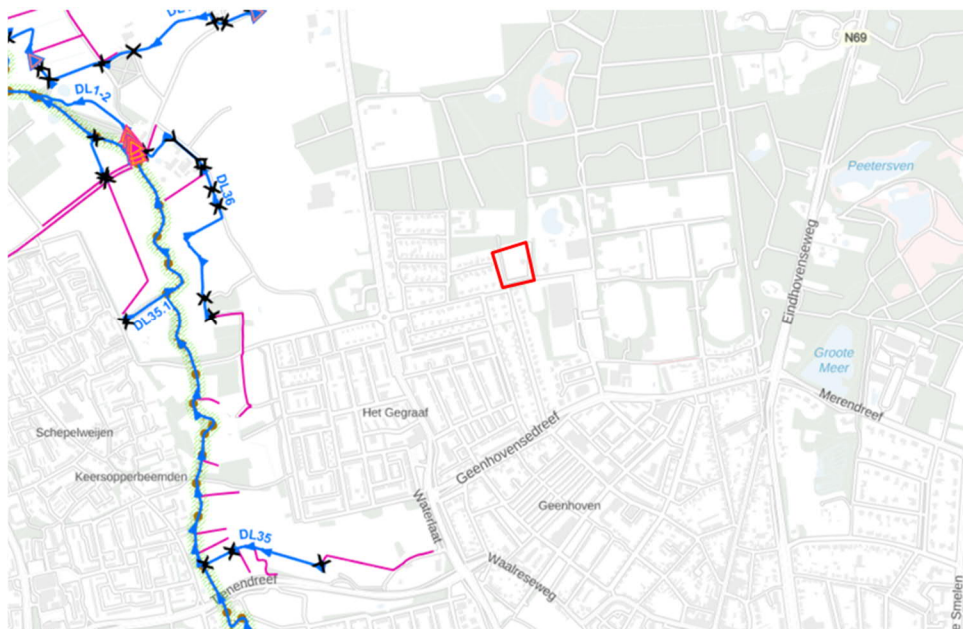 N69
DL1-2
Peetersven
DL36
Eindhovenseweg
DL35.1
Groote
Meer
Merendreef
Het Gegraaf
Schepelweijen
Geenhovensedreef
Keersopperbeemden
Geenhoven
Waterlaat
DL35
Waalreseweg